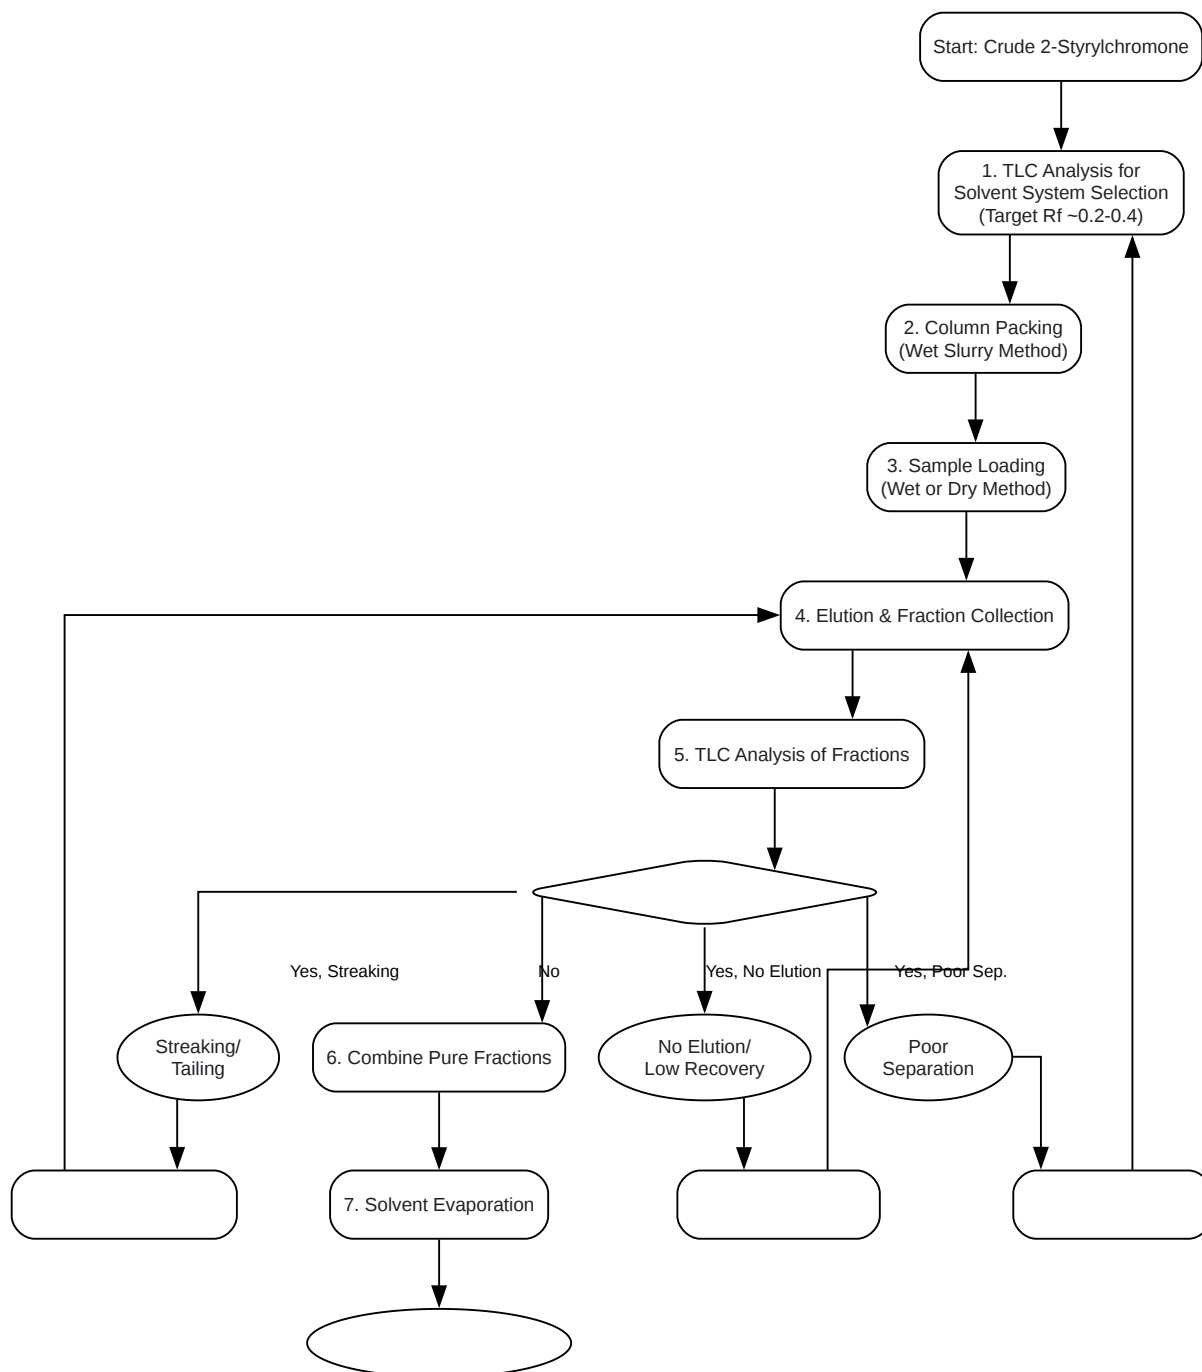 Start: Crude 2-Styrylchromone
1. TLC Analysis for
Solvent System Selection
(Target Rf ~0.2-0.4)
2. Column Packing
(Wet Slurry Method)
3. Sample Loading
(Wet or Dry Method)
4. Elution & Fraction Collection
5. TLC Analysis of Fractions
Yes, Streaking
No
Yes, No Elution
Yes, Poor Sep.
Streaking/
Tailing
6. Combine Pure Fractions
No Elution/
Low Recovery
Poor
Separation
7. Solvent Evaporation